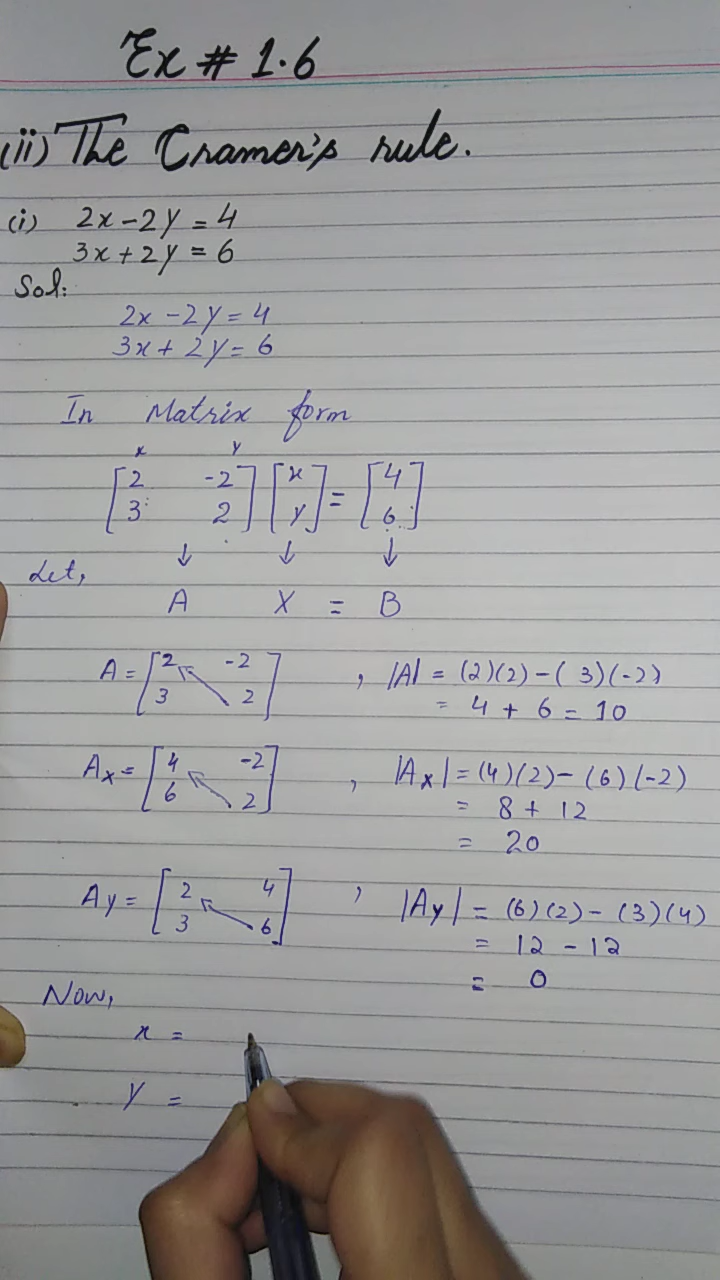 Ex # 1.6
(ii) The Cramer's rule.
(i) 2x - 2y = 4
3x + 2y = 6
Sol:
2x - 2y = 4
3x + 2y = 6
In Matrix form
x y
[2 -2] [x] = [4]
[3 2] [y] [6]
↓ ↓ ↓
Let,
A X = B
A = [2 -2] , |A| = (2)(2) - (3)(-2)
[3 2] = 4 + 6 = 10
Ax = [4 -2] , |Ax| = (4)(2) - (6)(-2)
[6 2] = 8 + 12
= 20
Ay = [2 4] , |Ay| = (6)(2) - (3)(4)
[3 6] = 12 - 12
= 0
Now,
x =
y =